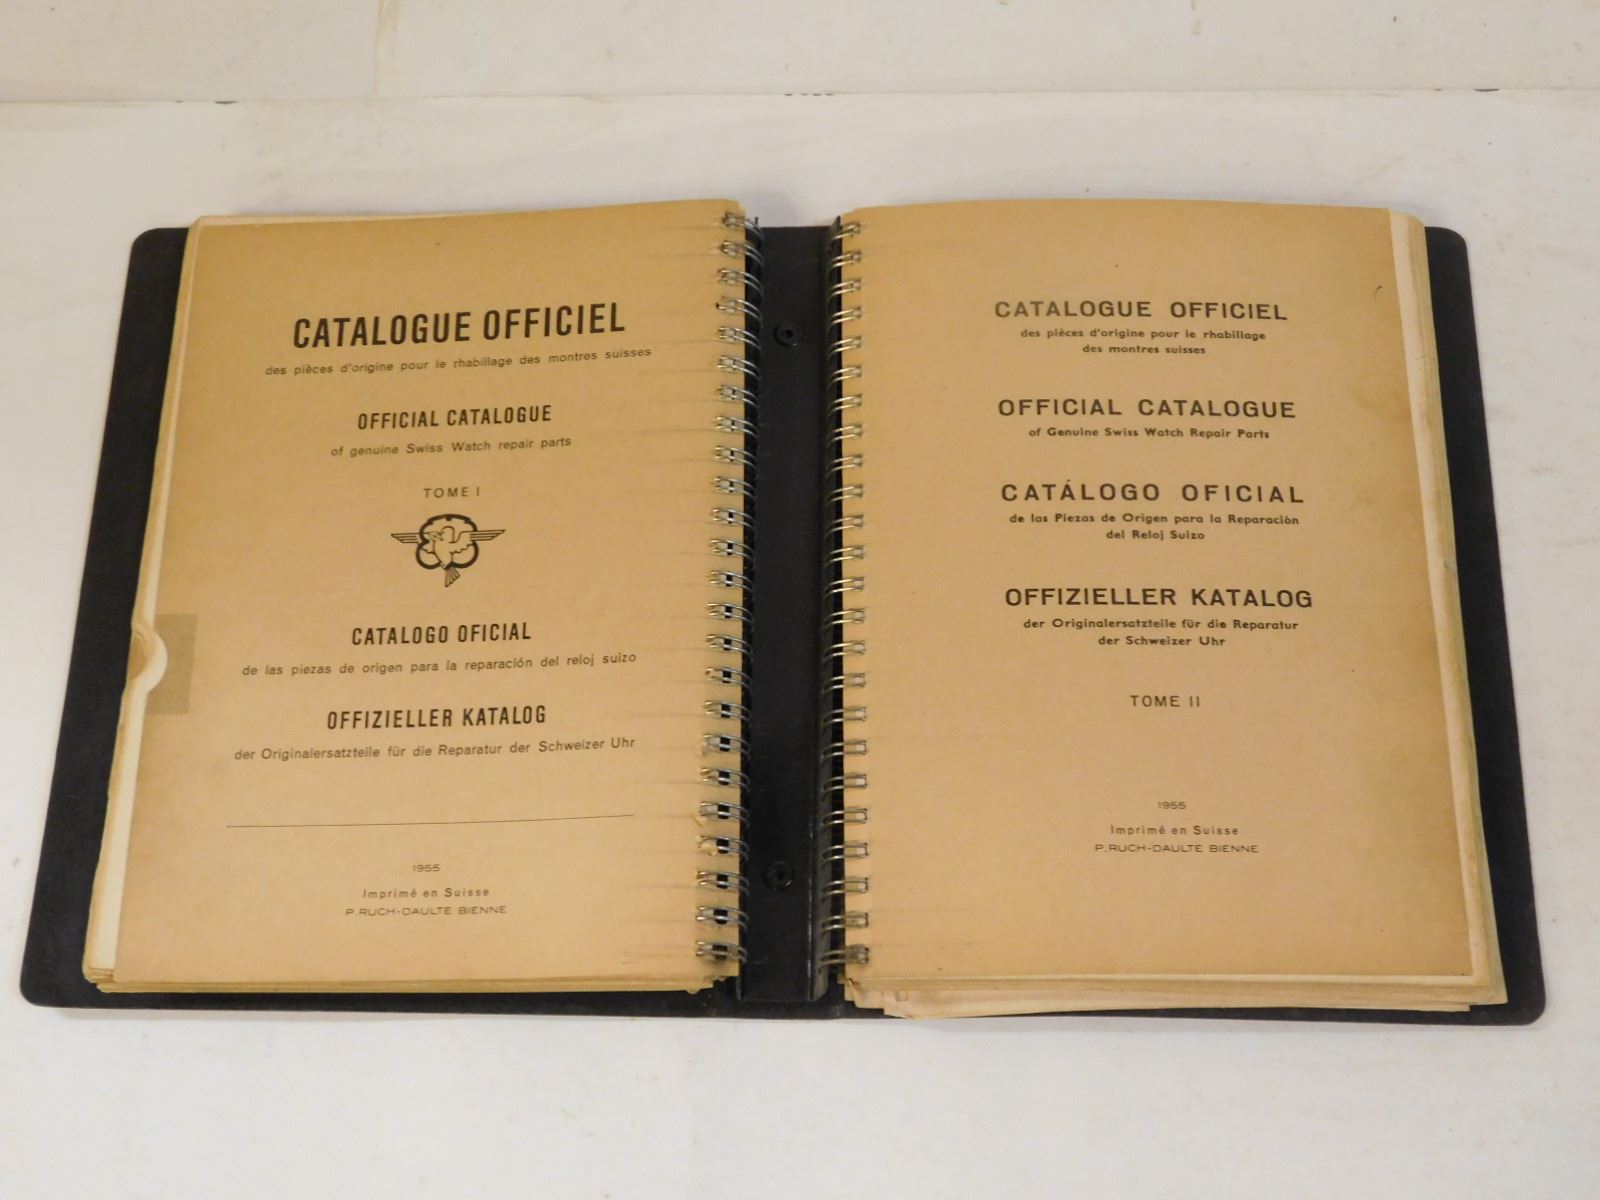 CATALOGUE OFFICIEL
des pièces d'origine pour le rhabillage des montres suisses
OFFICIAL CATALOGUE
of genuine Swiss Watch repair parts
TOME I
CATALOGO OFICIAL
de las piezas de origen para la reparación del reloj suizo
OFFIZIELLER KATALOG
der Originalersatzteile für die Reparatur der Schweizer Uhr
1955
Imprimé en Suisse
P. RUCH-DAULTE BIENNE
CATALOGUE OFFICIEL
des pièces d'origine pour le rhabillage
des montres suisses
OFFICIAL CATALOGUE
of Genuine Swiss Watch Repair Parts
CATÁLOGO OFICIAL
de las Piezas de Origen para la Reparación
del Reloj Suizo
OFFIZIELLER KATALOG
der Originalersatzteile für die Reparatur
der Schweizer Uhr
TOME II
1955
Imprimé en Suisse
P. RUCH-DAULTE BIENNE